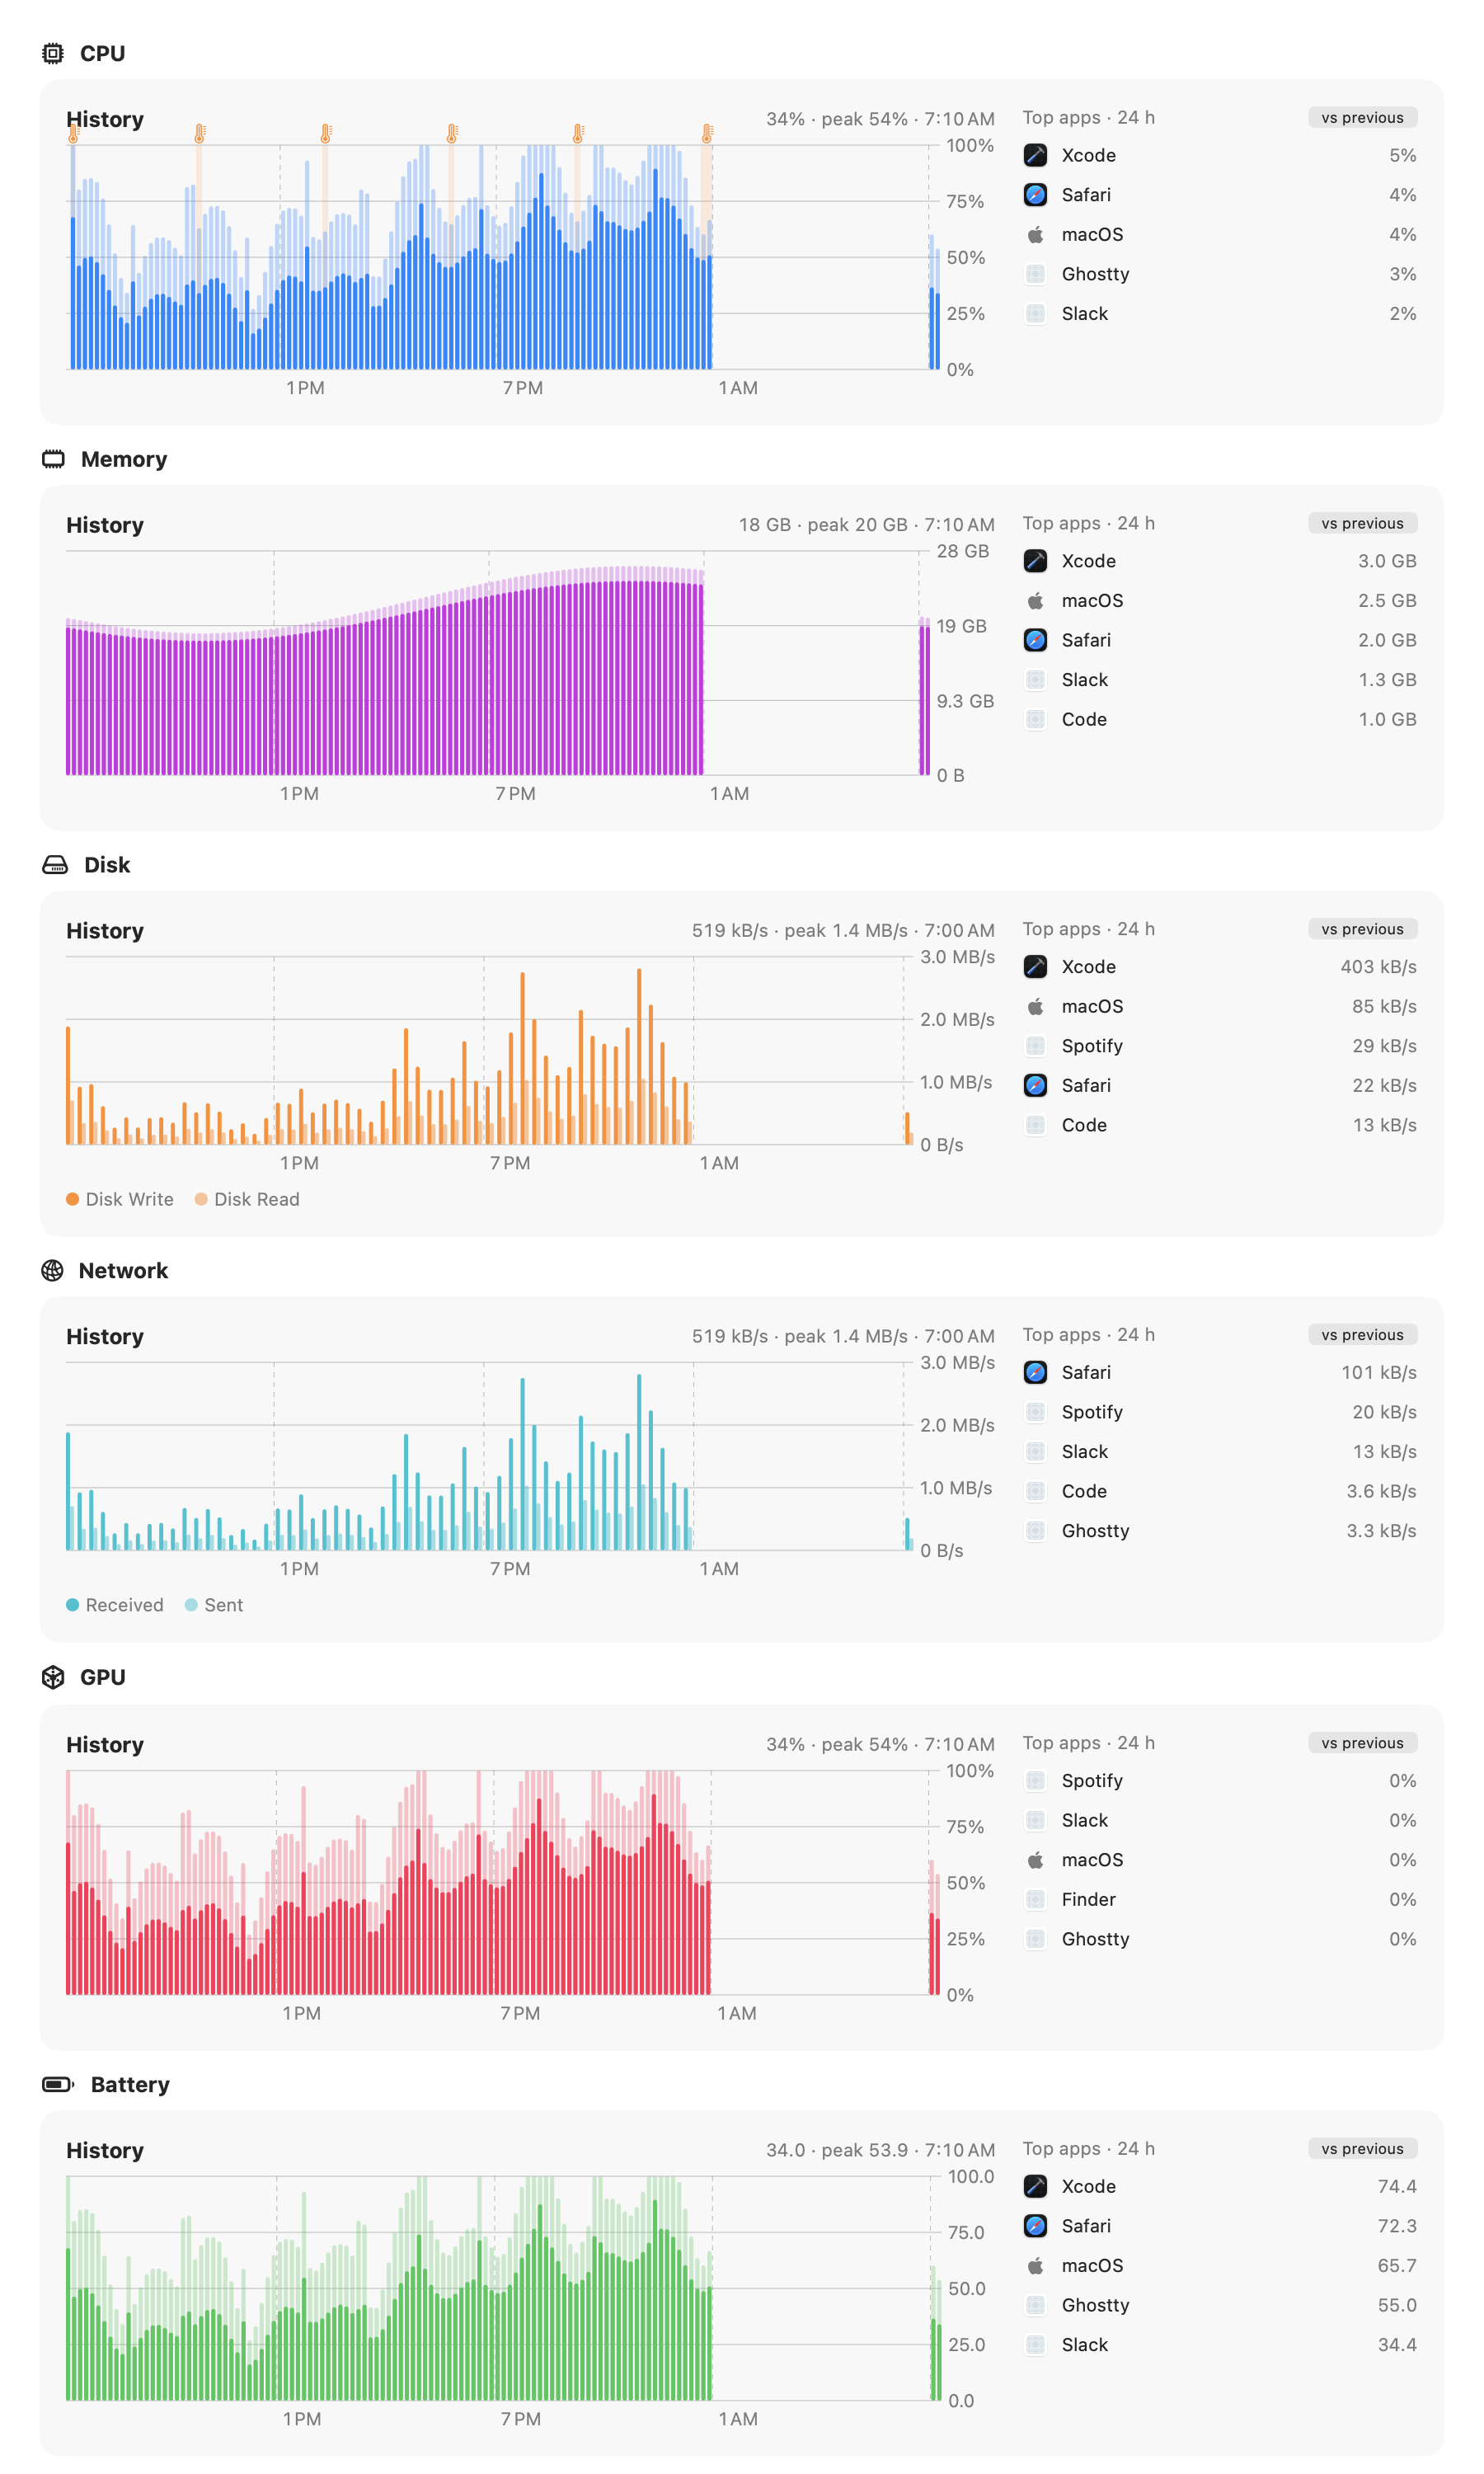 CPU
History
34% · peak 54% · 7:10 AM
100%
75%
50%
25%
0%
1 PM
7 PM
1 AM
Top apps · 24 h
vs previous
Xcode 5%
Safari 4%
macOS 4%
Ghostty 3%
Slack 2%
Memory
History
18 GB · peak 20 GB · 7:10 AM
28 GB
19 GB
9.3 GB
0 B
1 PM
7 PM
1 AM
Top apps · 24 h
vs previous
Xcode 3.0 GB
macOS 2.5 GB
Safari 2.0 GB
Slack 1.3 GB
Code 1.0 GB
Disk
History
519 kB/s · peak 1.4 MB/s · 7:00 AM
3.0 MB/s
2.0 MB/s
1.0 MB/s
0 B/s
1 PM
7 PM
1 AM
Disk Write
Disk Read
Top apps · 24 h
vs previous
Xcode 403 kB/s
macOS 85 kB/s
Spotify 29 kB/s
Safari 22 kB/s
Code 13 kB/s
Network
History
519 kB/s · peak 1.4 MB/s · 7:00 AM
3.0 MB/s
2.0 MB/s
1.0 MB/s
0 B/s
1 PM
7 PM
1 AM
Received
Sent
Top apps · 24 h
vs previous
Safari 101 kB/s
Spotify 20 kB/s
Slack 13 kB/s
Code 3.6 kB/s
Ghostty 3.3 kB/s
GPU
History
34% · peak 54% · 7:10 AM
100%
75%
50%
25%
0%
1 PM
7 PM
1 AM
Top apps · 24 h
vs previous
Spotify 0%
Slack 0%
macOS 0%
Finder 0%
Ghostty 0%
Battery
History
34.0 · peak 53.9 · 7:10 AM
100.0
75.0
50.0
25.0
0.0
1 PM
7 PM
1 AM
Top apps · 24 h
vs previous
Xcode 74.4
Safari 72.3
macOS 65.7
Ghostty 55.0
Slack 34.4